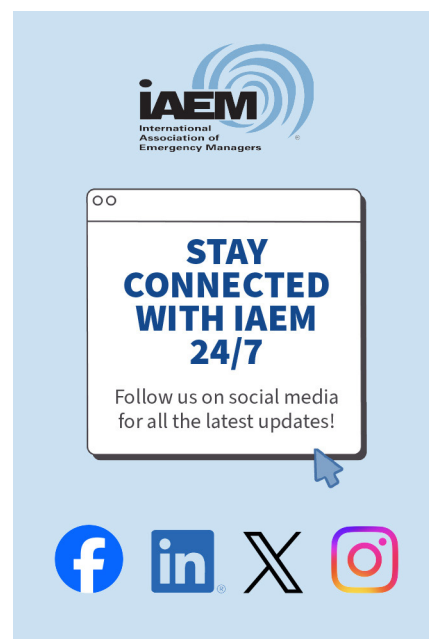 iAEM
International
Association of
Emergency Managers
®
STAY
CONNECTED
WITH IAEM
24/7
Follow us on social media
for all the latest updates!
f
in
®
X